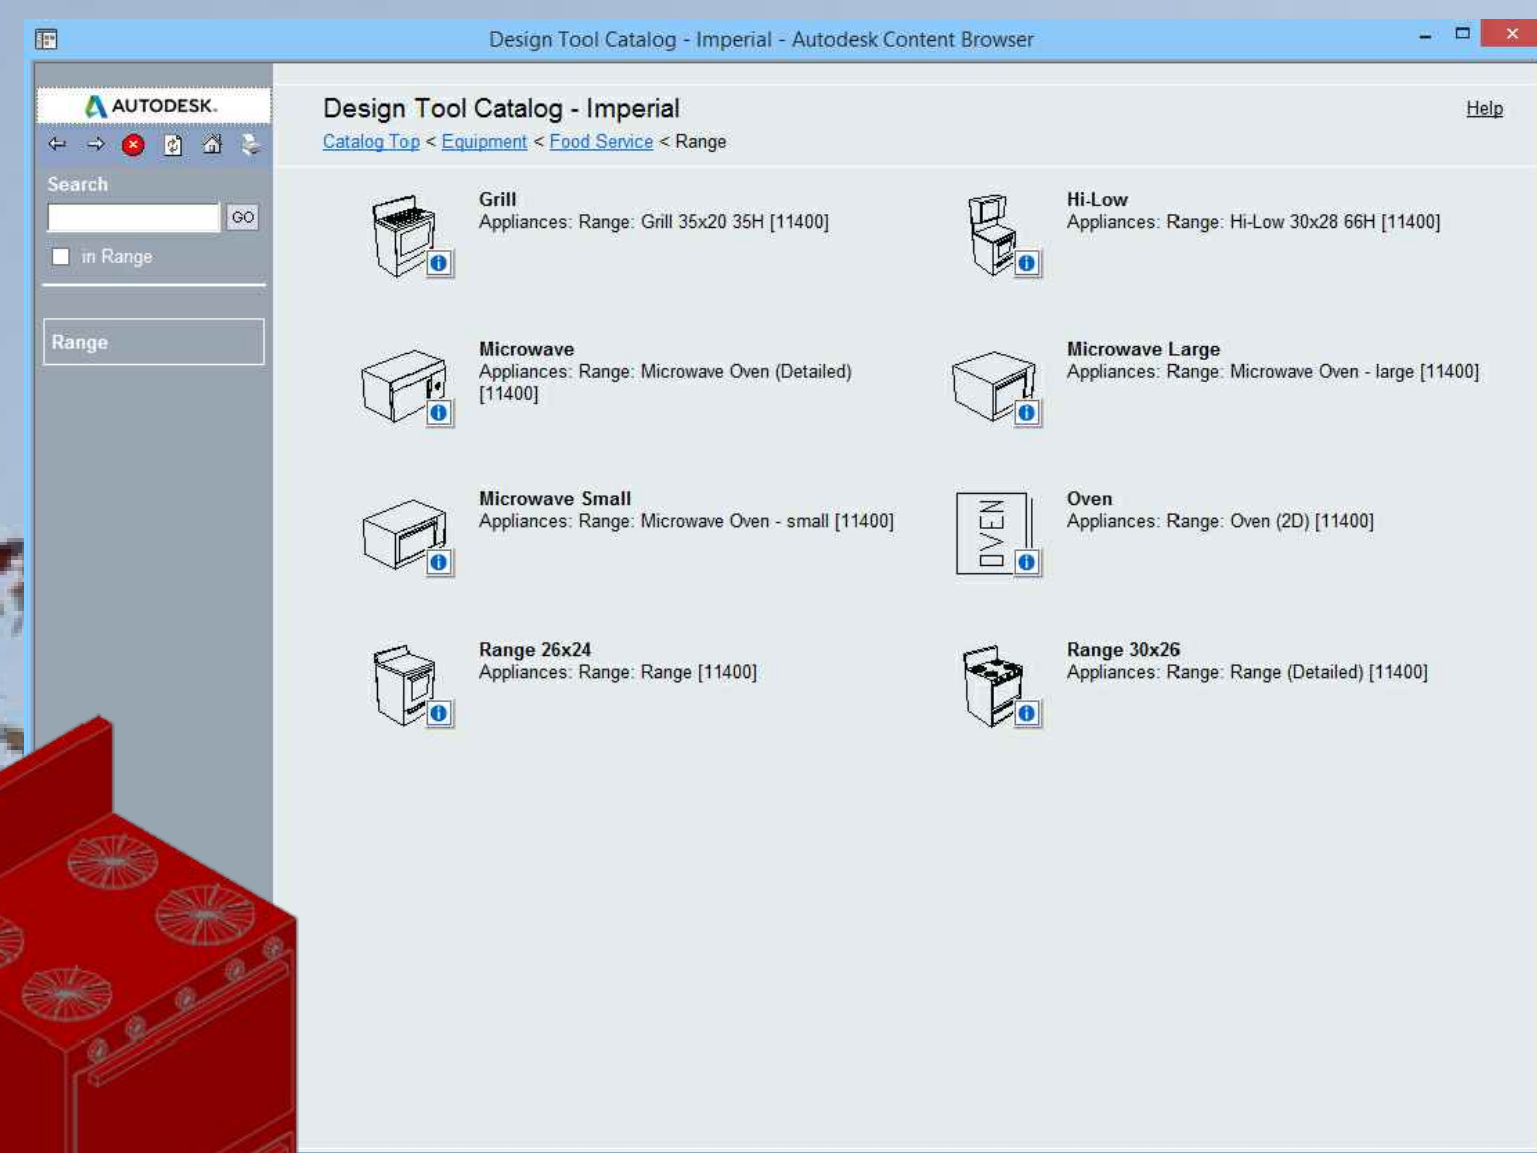 Design Tool Catalog - Imperial - Autodesk Content Browser
AUTODESK.
Design Tool Catalog - Imperial
Help
Catalog Top < Equipment < Food Service < Range
Search
GO
in Range
Range
Grill
Appliances: Range: Grill 35x20 35H [11400]
Hi-Low
Appliances: Range: Hi-Low 30x28 66H [11400]
Microwave
Appliances: Range: Microwave Oven (Detailed)
[11400]
Microwave Large
Appliances: Range: Microwave Oven - large [11400]
Microwave Small
Appliances: Range: Microwave Oven - small [11400]
OVEN
Oven
Appliances: Range: Oven (2D) [11400]
Range 26x24
Appliances: Range: Range [11400]
Range 30x26
Appliances: Range: Range (Detailed) [11400]